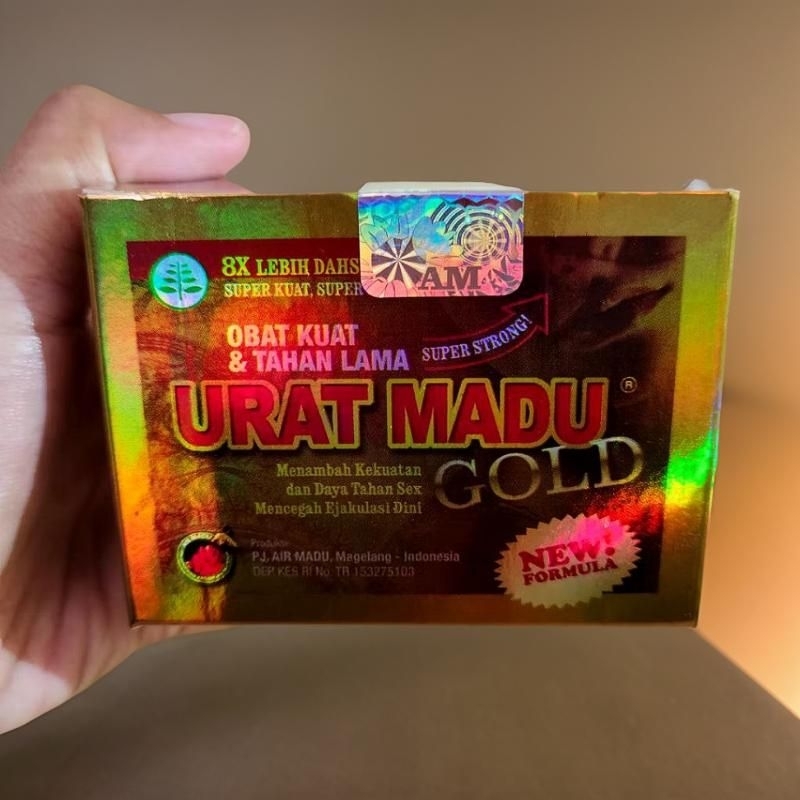 8X LEBIH DAHS
SUPER KUAT, SUPER
AM
OBAT KUAT
& TAHAN LAMA
SUPER STRONG!
URAT MADU ®
GOLD
Menambah Kekuatan
dan Daya Tahan Sex
Mencegah Ejakulasi Dini
Produksi:
PJ. AIR MADU, Magelang - Indonesia
DEP KES RI No. TR 153275103
NEW!
FORMULA